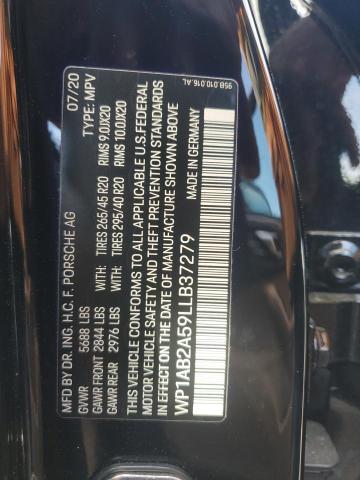 95B.010.016.AL
MFD BY DR. ING. H.C. F. PORSCHE AG 07/20
GVWR 5688 LBS TYPE: MPV
GAWR FRONT 2844 LBS WITH: TIRES 265/45 R20 RIMS 9.0JX20
GAWR REAR 2976 LBS WITH: TIRES 295/40 R20 RIMS 10.0JX20
THIS VEHICLE CONFORMS TO ALL APPLICABLE U.S. FEDERAL
MOTOR VEHICLE SAFETY AND THEFT PREVENTION STANDARDS
IN EFFECT ON THE DATE OF MANUFACTURE SHOWN ABOVE
WP1AB2A59LLB37279 MADE IN GERMANY